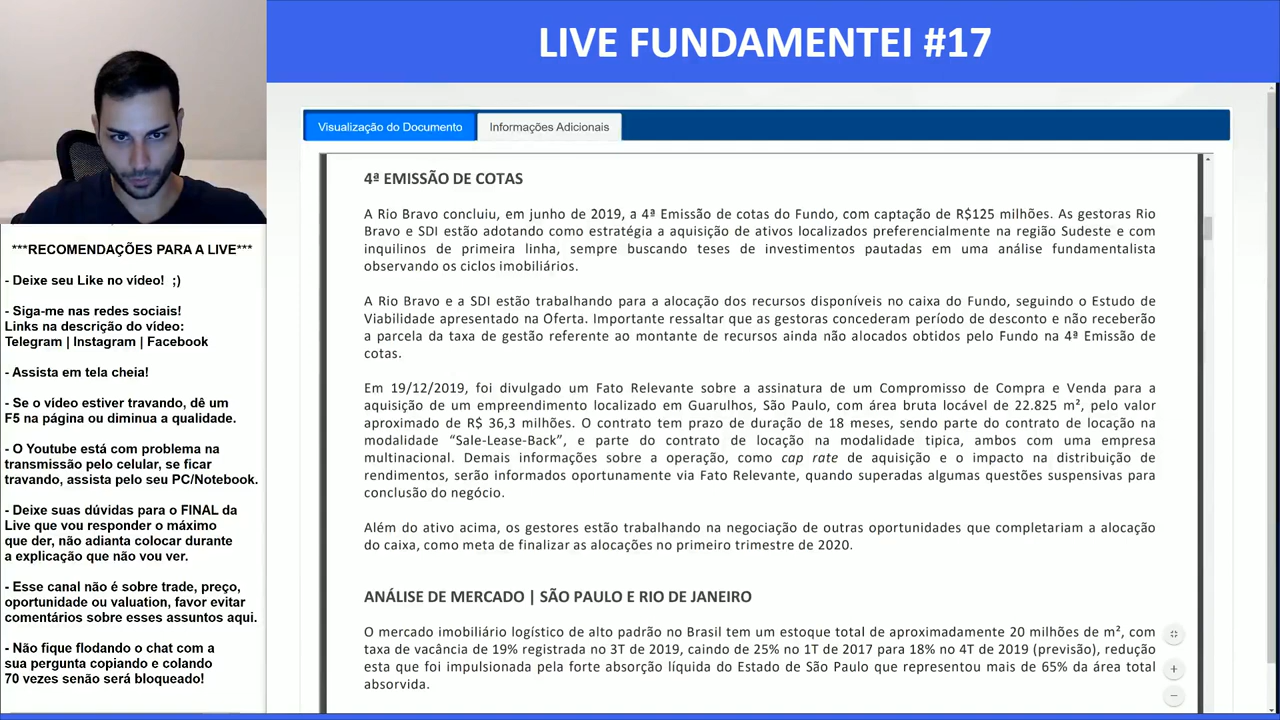 LIVE FUNDAMENTEI #17
Visualização do Documento
Informações Adicionais
***RECOMENDAÇÕES PARA A LIVE***
- Deixe seu Like no vídeo!  ;)
- Siga-me nas redes sociais!
Links na descrição do vídeo:
Telegram | Instagram | Facebook
- Assista em tela cheia!
- Se o vídeo estiver travando, dê um
F5 na página ou diminua a qualidade.
- O Youtube está com problema na
transmissão pelo celular, se ficar
travando, assista pelo seu PC/Notebook.
- Deixe suas dúvidas para o FINAL da
Live que vou responder o máximo
que der, não adianta colocar durante
a explicação que não vou ver.
- Esse canal não é sobre trade, preço,
oportunidade ou valuation, favor evitar
comentários sobre esses assuntos aqui.
- Não fique flodando o chat com a
sua pergunta copiando e colando
70 vezes senão será bloqueado!
4ª EMISSÃO DE COTAS
A Rio Bravo concluiu, em junho de 2019, a 4ª Emissão de cotas do Fundo, com captação de R$125 milhões. As gestoras Rio
Bravo e SDI estão adotando como estratégia a aquisição de ativos localizados preferencialmente na região Sudeste e com
inquilinos de primeira linha, sempre buscando teses de investimentos pautadas em uma análise fundamentalista
observando os ciclos imobiliários.
A Rio Bravo e a SDI estão trabalhando para a alocação dos recursos disponíveis no caixa do Fundo, seguindo o Estudo de
Viabilidade apresentado na Oferta. Importante ressaltar que as gestoras concederam período de desconto e não receberão
a parcela da taxa de gestão referente ao montante de recursos ainda não alocados obtidos pelo Fundo na 4ª Emissão de
cotas.
Em 19/12/2019, foi divulgado um Fato Relevante sobre a assinatura de um Compromisso de Compra e Venda para a
aquisição de um empreendimento localizado em Guarulhos, São Paulo, com área bruta locável de 22.825 m², pelo valor
aproximado de R$ 36,3 milhões. O contrato tem prazo de duração de 18 meses, sendo parte do contrato de locação na
modalidade “Sale-Lease-Back”, e parte do contrato de locação na modalidade tipica, ambos com uma empresa
multinacional. Demais informações sobre a operação, como cap rate de aquisição e o impacto na distribuição de
rendimentos, serão informados oportunamente via Fato Relevante, quando superadas algumas questões suspensivas para
conclusão do negócio.
Além do ativo acima, os gestores estão trabalhando na negociação de outras oportunidades que completariam a alocação
do caixa, como meta de finalizar as alocações no primeiro trimestre de 2020.
ANÁLISE DE MERCADO | SÃO PAULO E RIO DE JANEIRO
O mercado imobiliário logístico de alto padrão no Brasil tem um estoque total de aproximadamente 20 milhões de m², com
taxa de vacância de 19% registrada no 3T de 2019, caindo de 25% no 1T de 2017 para 18% no 4T de 2019 (previsão), redução
esta que foi impulsionada pela forte absorção líquida do Estado de São Paulo que representou mais de 65% da área total
absorvida.